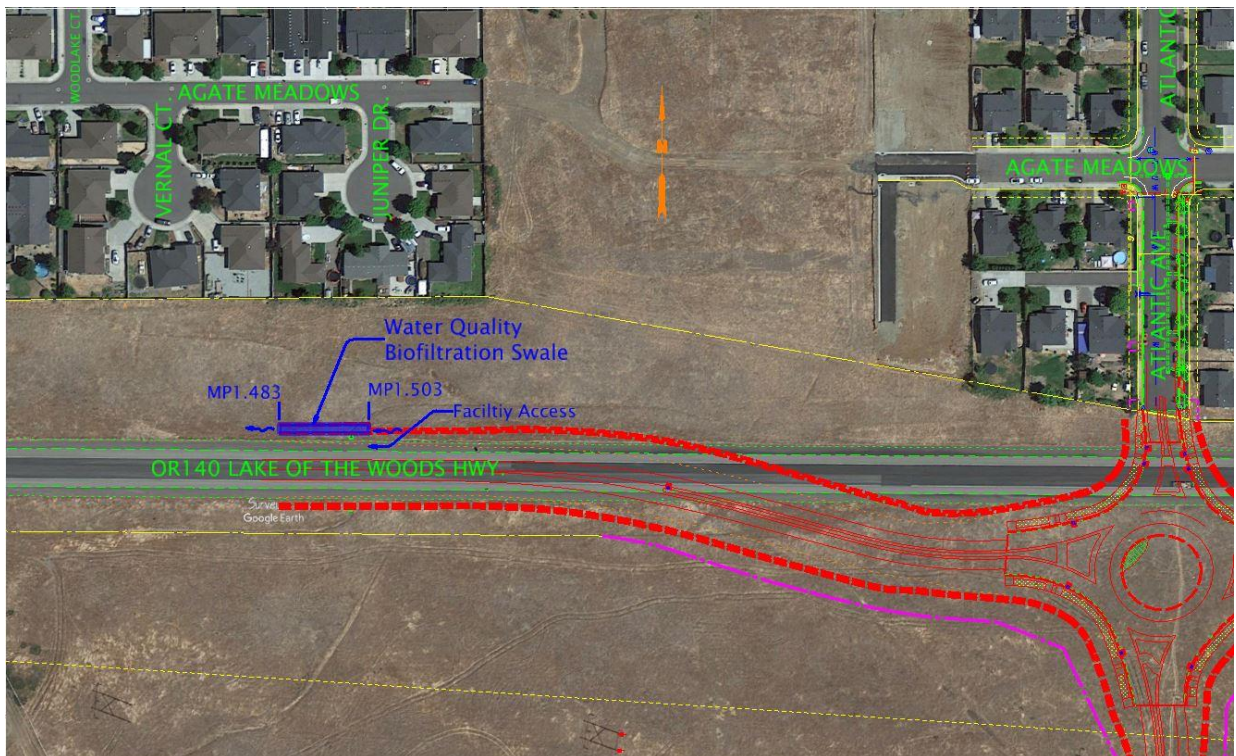 WOODLAKE CT.
AGATE MEADOWS
VERNAL CT.
JUNIPER DR.
ATLANTIC
AGATE MEADOWS
ATLANTIC AVE.
Water Quality
Biofiltration Swale
MP1.483
MP1.503
Faciltiy Access
OR140 LAKE OF THE WOODS HWY.
Google Earth